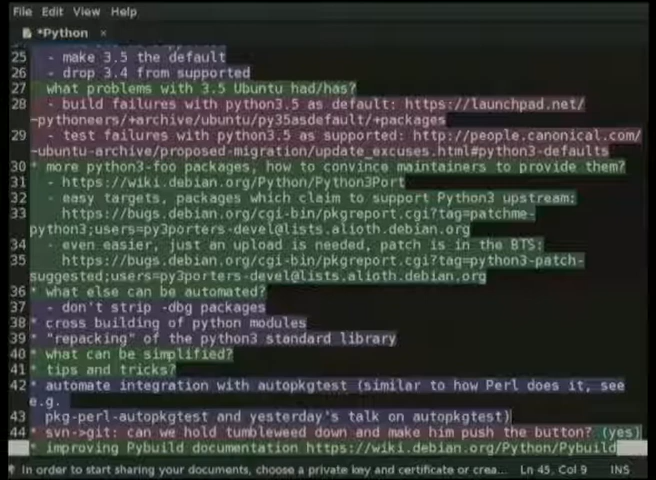 File Edit View Help
*Python ×
25 - make 3.5 the default
26 - drop 3.4 from supported
27 what problems with 3.5 Ubuntu had/has?
28 - build failures with python3.5 as default: https://launchpad.net/
~pythoneers/+archive/ubuntu/py35asdefault/+packages
29 - test failures with python3.5 as supported: http://people.canonical.com/
~ubuntu-archive/proposed-migration/update_excuses.html#python3-defaults
30 * more python3-foo packages, how to convince maintainers to provide them?
31 - https://wiki.debian.org/Python/Python3Port
32 - easy targets, packages which claim to support Python3 upstream:
33 https://bugs.debian.org/cgi-bin/pkgreport.cgi?tag=patchme-
python3;users=py3porters-devel@lists.alioth.debian.org
34 - even easier, just an upload is needed, patch is in the BTS:
35 https://bugs.debian.org/cgi-bin/pkgreport.cgi?tag=python3-patch-
suggested;users=py3porters-devel@lists.alioth.debian.org
36 * what else can be automated?
37 - don't strip -dbg packages
38 * cross building of python modules
39 * "repacking" of the python3 standard library
40 * what can be simplified?
41 * tips and tricks?
42 * automate integration with autopkgtest (similar to how Perl does it, see
e.g.
43 pkg-perl-autopkgtest and yesterday's talk on autopkgtest)
44 * svn->git: can we hold tumbleweed down and make him push the button? (yes)
* improving Pybuild documentation https://wiki.debian.org/Python/Pybuild
In order to start sharing your documents, choose a private key and certificate or crea... Ln 45, Col 9 INS